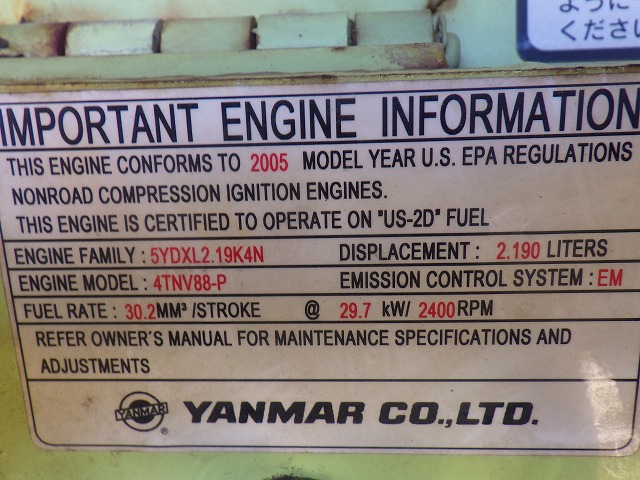 ように
ください
IMPORTANT ENGINE INFORMATION
THIS ENGINE CONFORMS TO 2005 MODEL YEAR U.S. EPA REGULATIONS
NONROAD COMPRESSION IGNITION ENGINES.
THIS ENGINE IS CERTIFIED TO OPERATE ON "US-2D" FUEL
ENGINE FAMILY : 5YDXL2.19K4N DISPLACEMENT : 2.190 LITERS
ENGINE MODEL : 4TNV88-P EMISSION CONTROL SYSTEM : EM
FUEL RATE : 30.2MM³ /STROKE @ 29.7 kW/ 2400 RPM
REFER OWNER'S MANUAL FOR MAINTENANCE SPECIFICATIONS AND
ADJUSTMENTS
YANMAR ® YANMAR CO.,LTD.